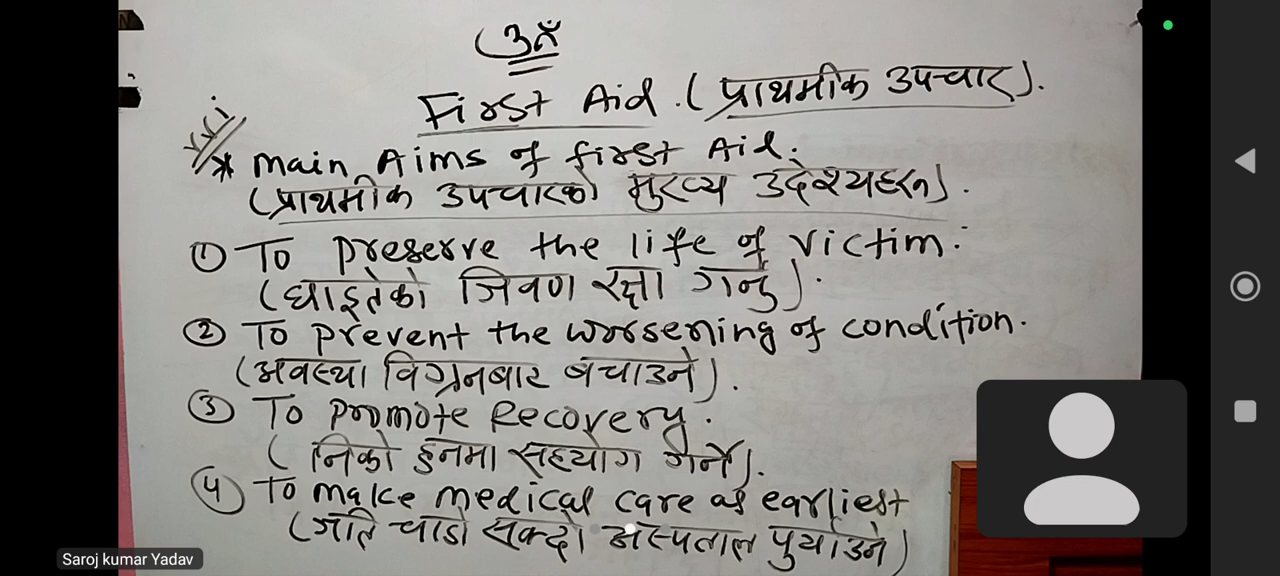 ॐ
First Aid. (प्राथमीक उपचार).
* Main Aims of first Aid:
(प्राथमीक उपचारको मुख्य उदेश्यहरू).
① To preserve the life of victim:
(घाइतेको जिवण रक्षा गर्नु).
② To prevent the worsening of condition.
(अवस्था विग्रनबाट बचाउने).
③ To promote Recovery.
(निको हुनमा सहयोग गर्ने).
④ To make medical care as earliest
(जति चाडो सक्दो अस्पताल पुर्याउने)
Saroj kumar Yadav